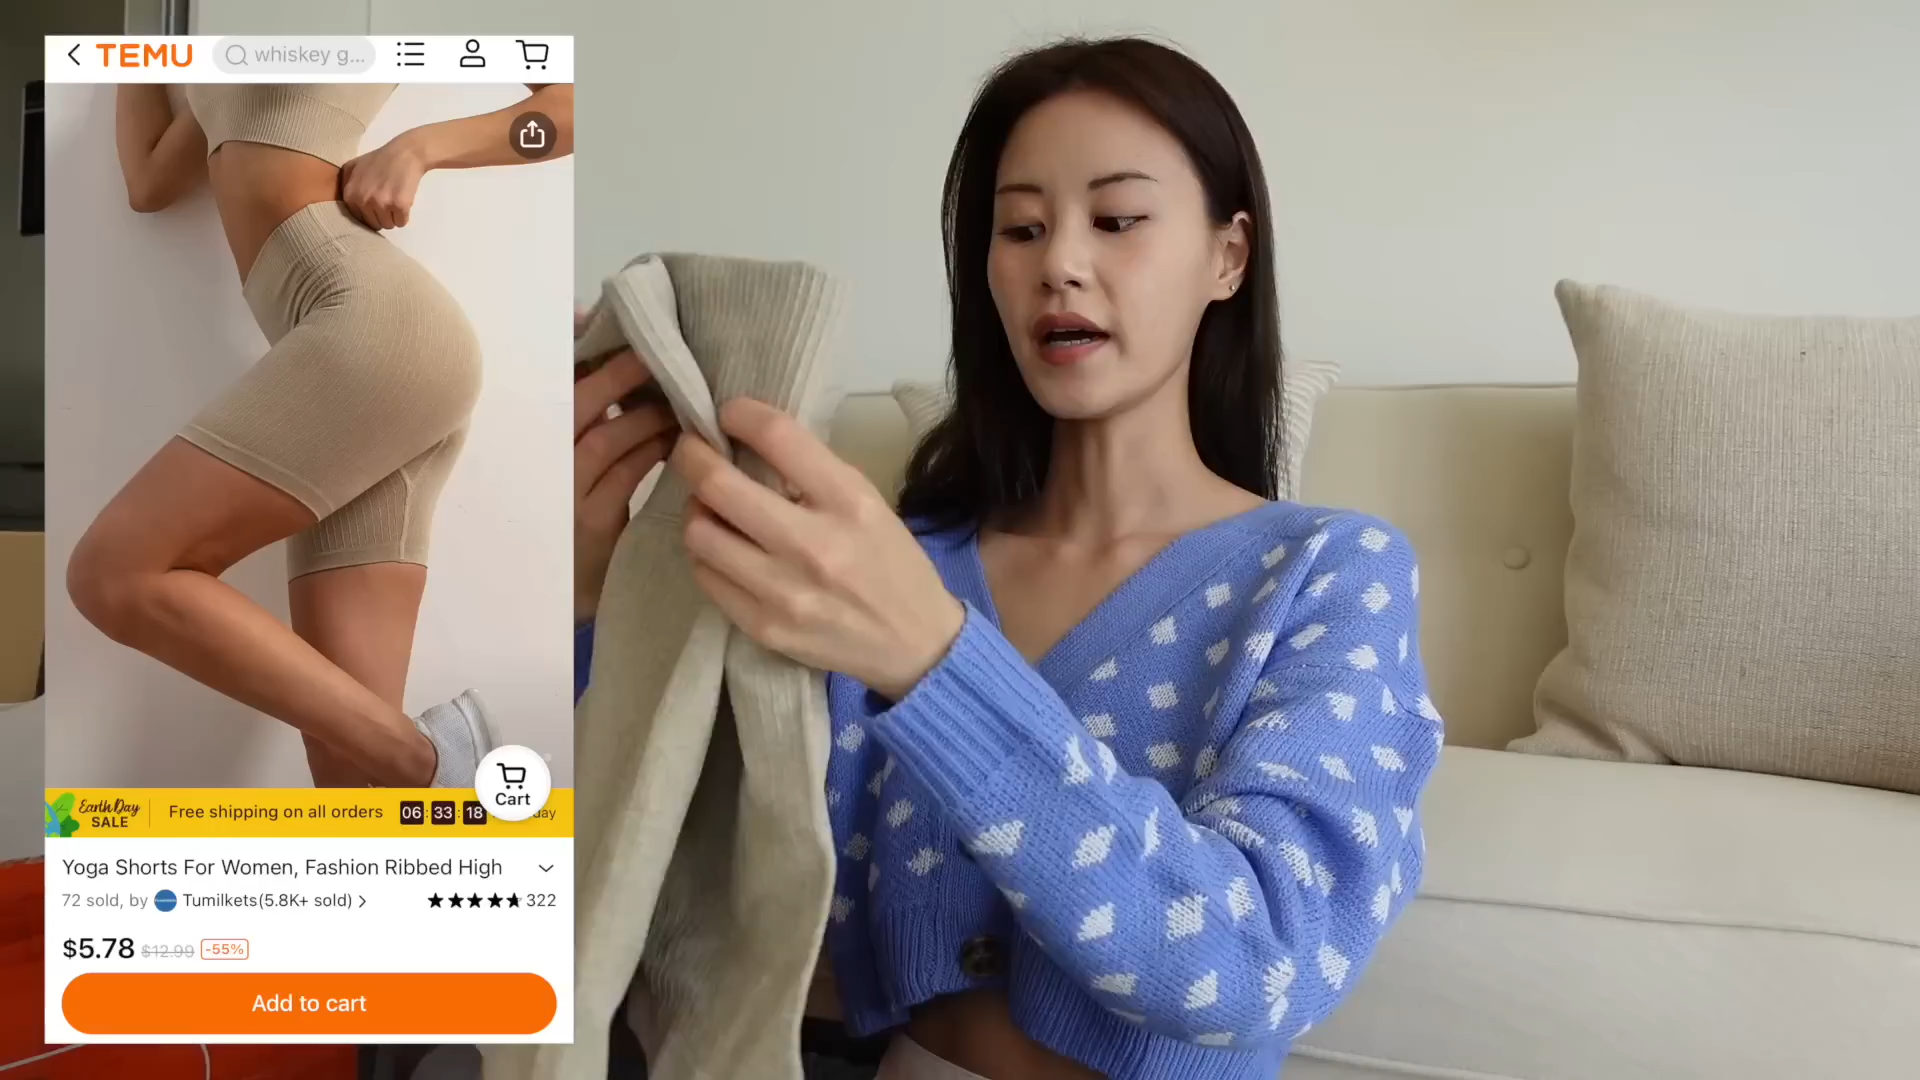 TEMU
whiskey g...
Cart
Earth Day
SALE
Free shipping on all orders
06:33:18
Yoga Shorts For Women, Fashion Ribbed High
72 sold, by Tumilkets(5.8K+ sold)
322
$5.78 $12.99 -55%
Add to cart